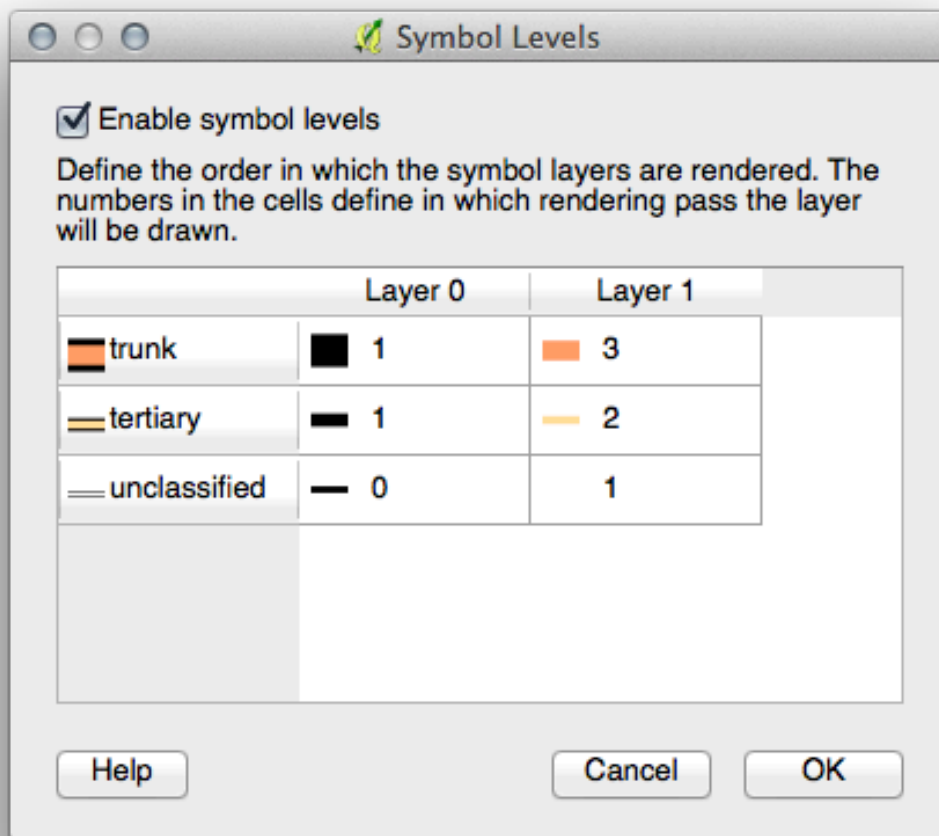 Symbol Levels
Enable symbol levels
Define the order in which the symbol layers are rendered. The
numbers in the cells define in which rendering pass the layer
will be drawn.
Layer 0 Layer 1
trunk 1 3
tertiary 1 2
unclassified 0 1
Help Cancel OK